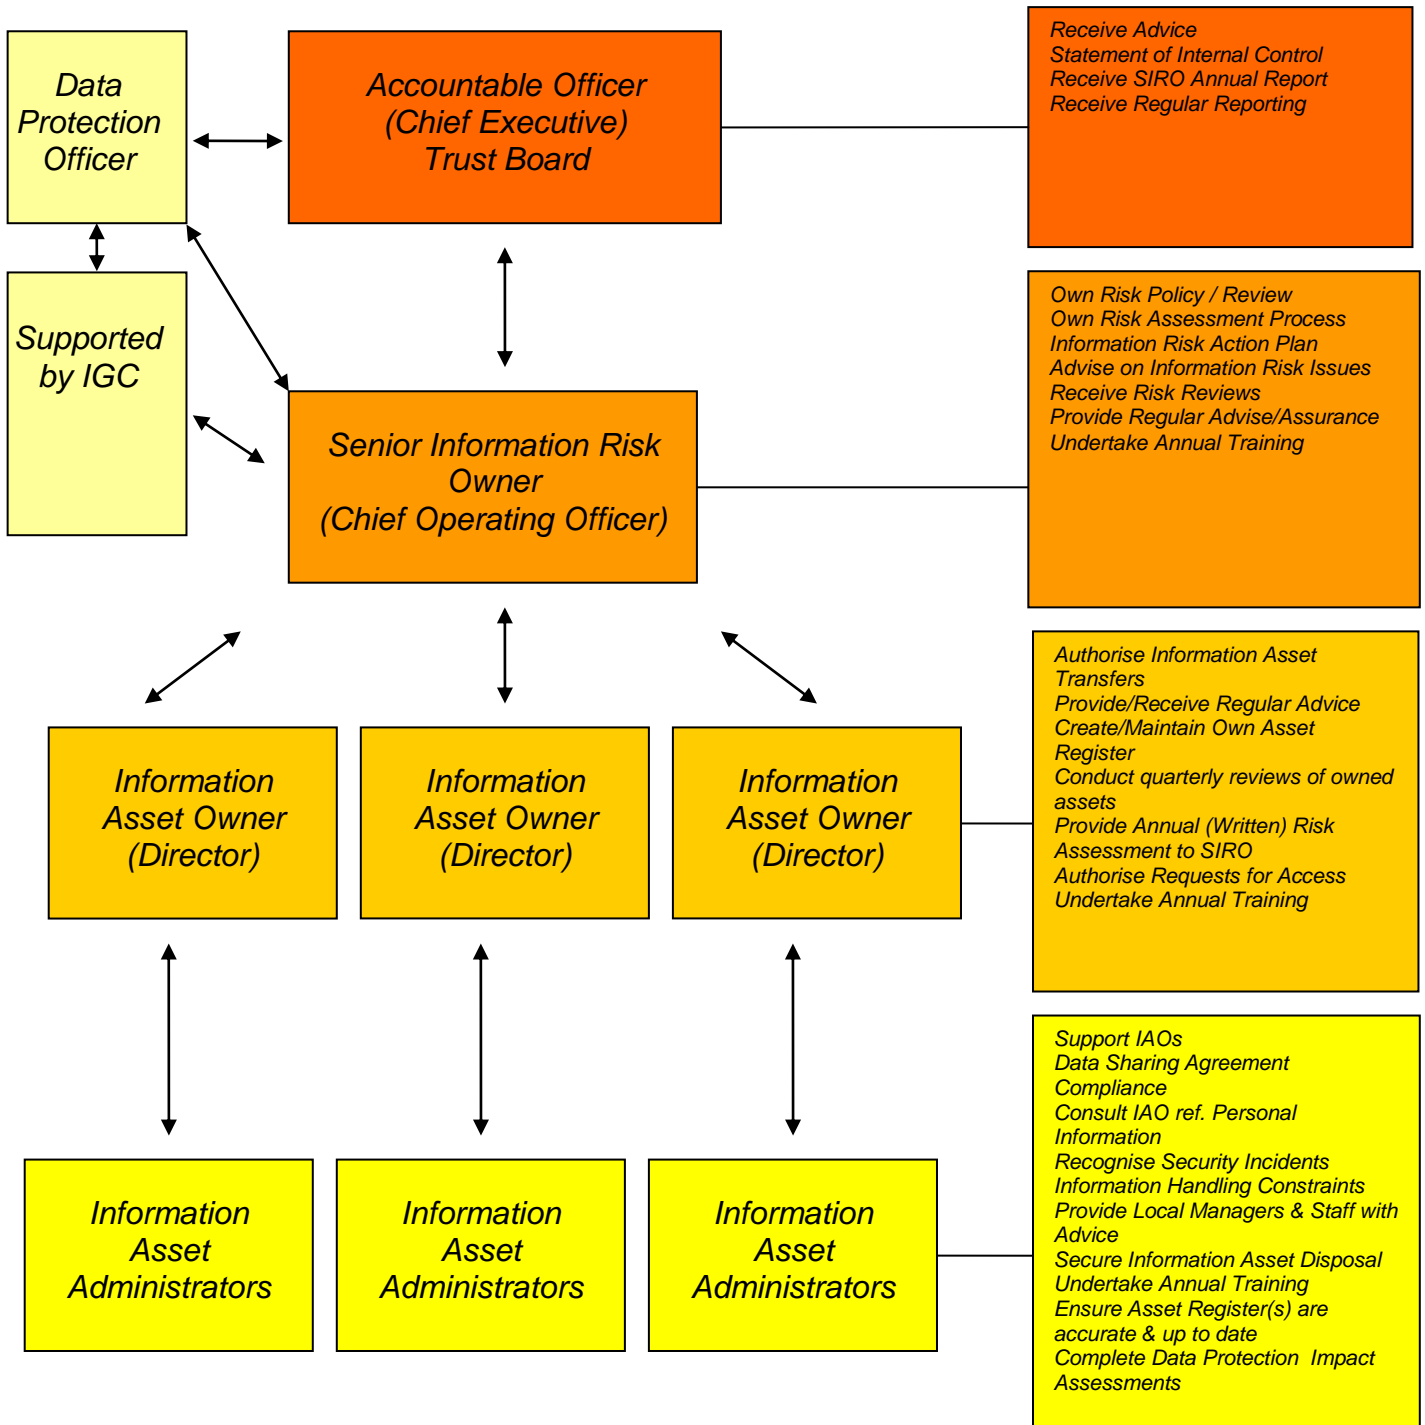 Data
Protection
Officer
Accountable Officer
(Chief Executive)
Trust Board
Receive Advice
Statement of Internal Control
Receive SIRO Annual Report
Receive Regular Reporting
Supported
by IGC
Senior Information Risk
Owner
(Chief Operating Officer)
Own Risk Policy / Review
Own Risk Assessment Process
Information Risk Action Plan
Advise on Information Risk Issues
Receive Risk Reviews
Provide Regular Advise/Assurance
Undertake Annual Training
Information
Asset Owner
(Director)
Information
Asset Owner
(Director)
Information
Asset Owner
(Director)
Authorise Information Asset
Transfers
Provide/Receive Regular Advice
Create/Maintain Own Asset
Register
Conduct quarterly reviews of owned
assets
Provide Annual (Written) Risk
Assessment to SIRO
Authorise Requests for Access
Undertake Annual Training
Information
Asset
Administrators
Information
Asset
Administrators
Information
Asset
Administrators
Support IAOs
Data Sharing Agreement
Compliance
Consult IAO ref. Personal
Information
Recognise Security Incidents
Information Handling Constraints
Provide Local Managers & Staff with
Advice
Secure Information Asset Disposal
Undertake Annual Training
Ensure Asset Register(s) are
accurate & up to date
Complete Data Protection  Impact
Assessments